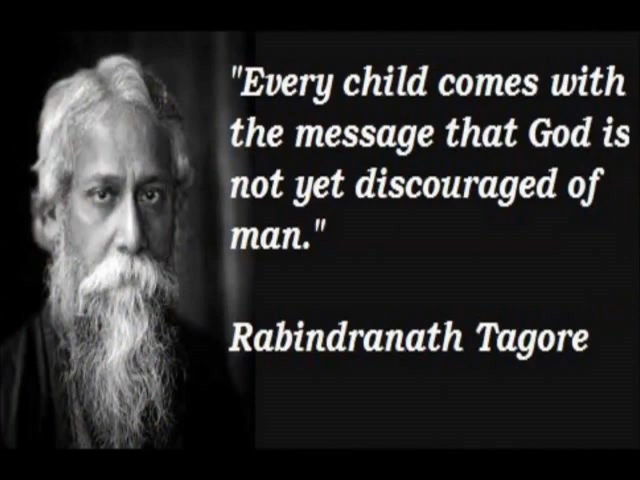 "Every child comes with
the message that God is
not yet discouraged of
man."
Rabindranath Tagore